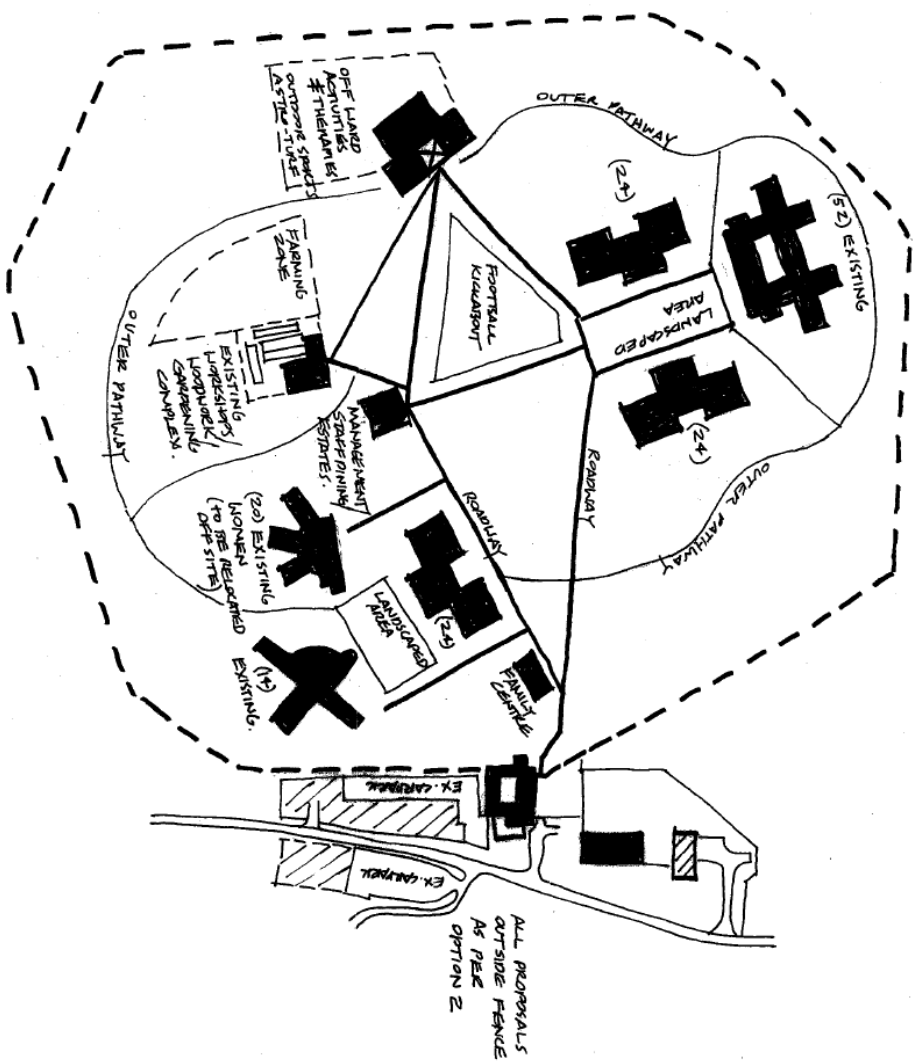 OUTER PATHWAY
(52) EXISTING
(24)
OFF WARD
ACTIVITIES
& THERAPIES/
OUTDOOR SPORTS
ASTRO-TURF
FOOTBALL
KICKABOUT
LANDSCAPED
AREA
(24)
OUTER PATHWAY
ROADWAY
FARMING
ZONE
OUTER PATHWAY
EXISTING
WORKSHOPS/
WOODWORK/
GARDENING
COMPLEX.
MANAGEMENT
STAFF DINING
ESTATES.
ROADWAY
(20) EXISTING
WOMEN
(TO BE RELOCATED
OFF SITE)
(24)
LANDSCAPED
AREA
FAMILY
CENTRE
(14)
EXISTING.
EX. CARPARK
EX. CARPARK
ALL PROPOSALS
OUTSIDE FENCE
AS PER
OPTION 2